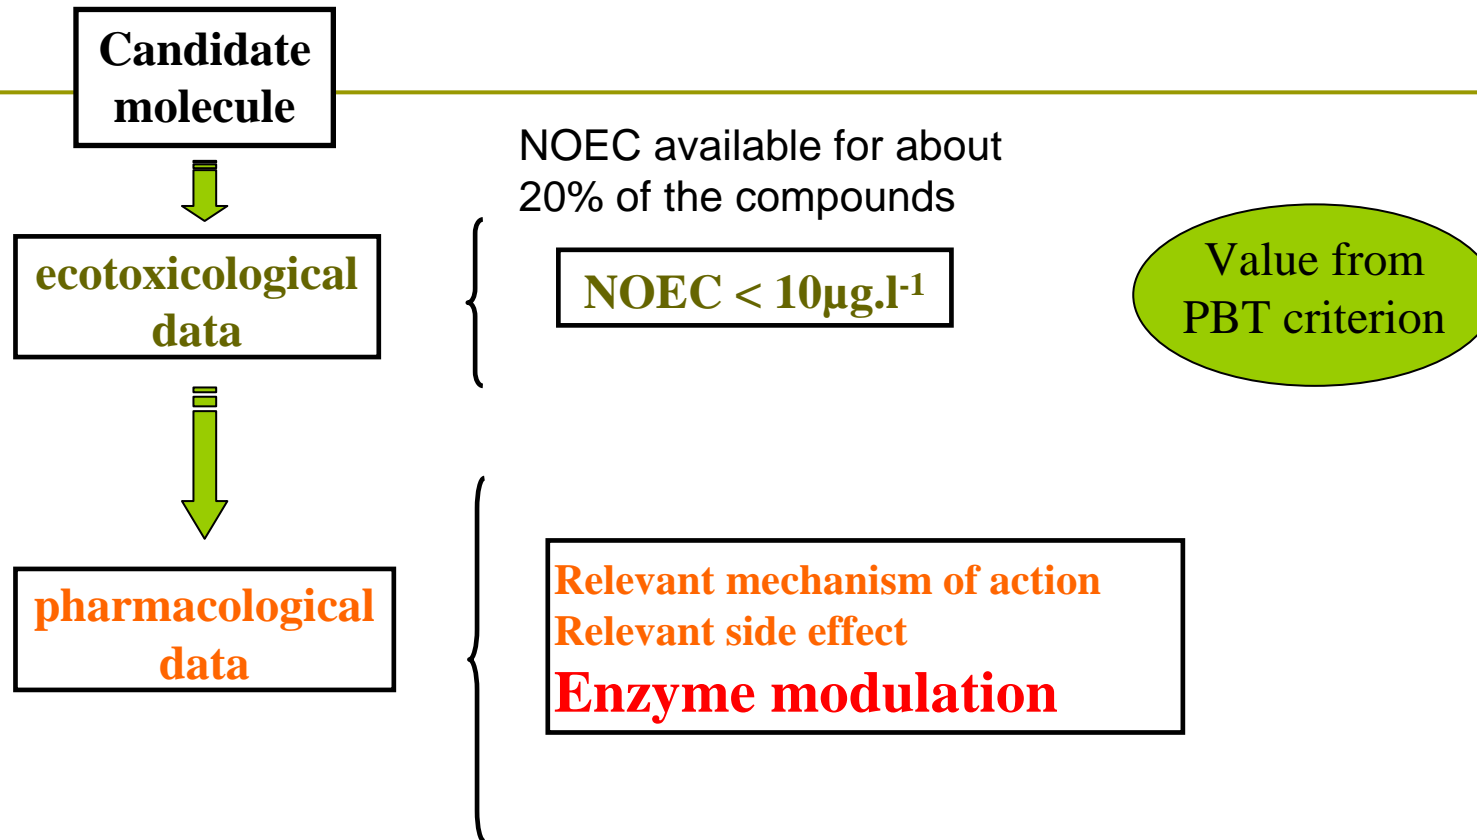 Candidate
molecule
NOEC available for about
20% of the compounds
ecotoxicological
data
NOEC < 10µg.l⁻¹
Value from
PBT criterion
pharmacological
data
Relevant mechanism of action
Relevant side effect
Enzyme modulation